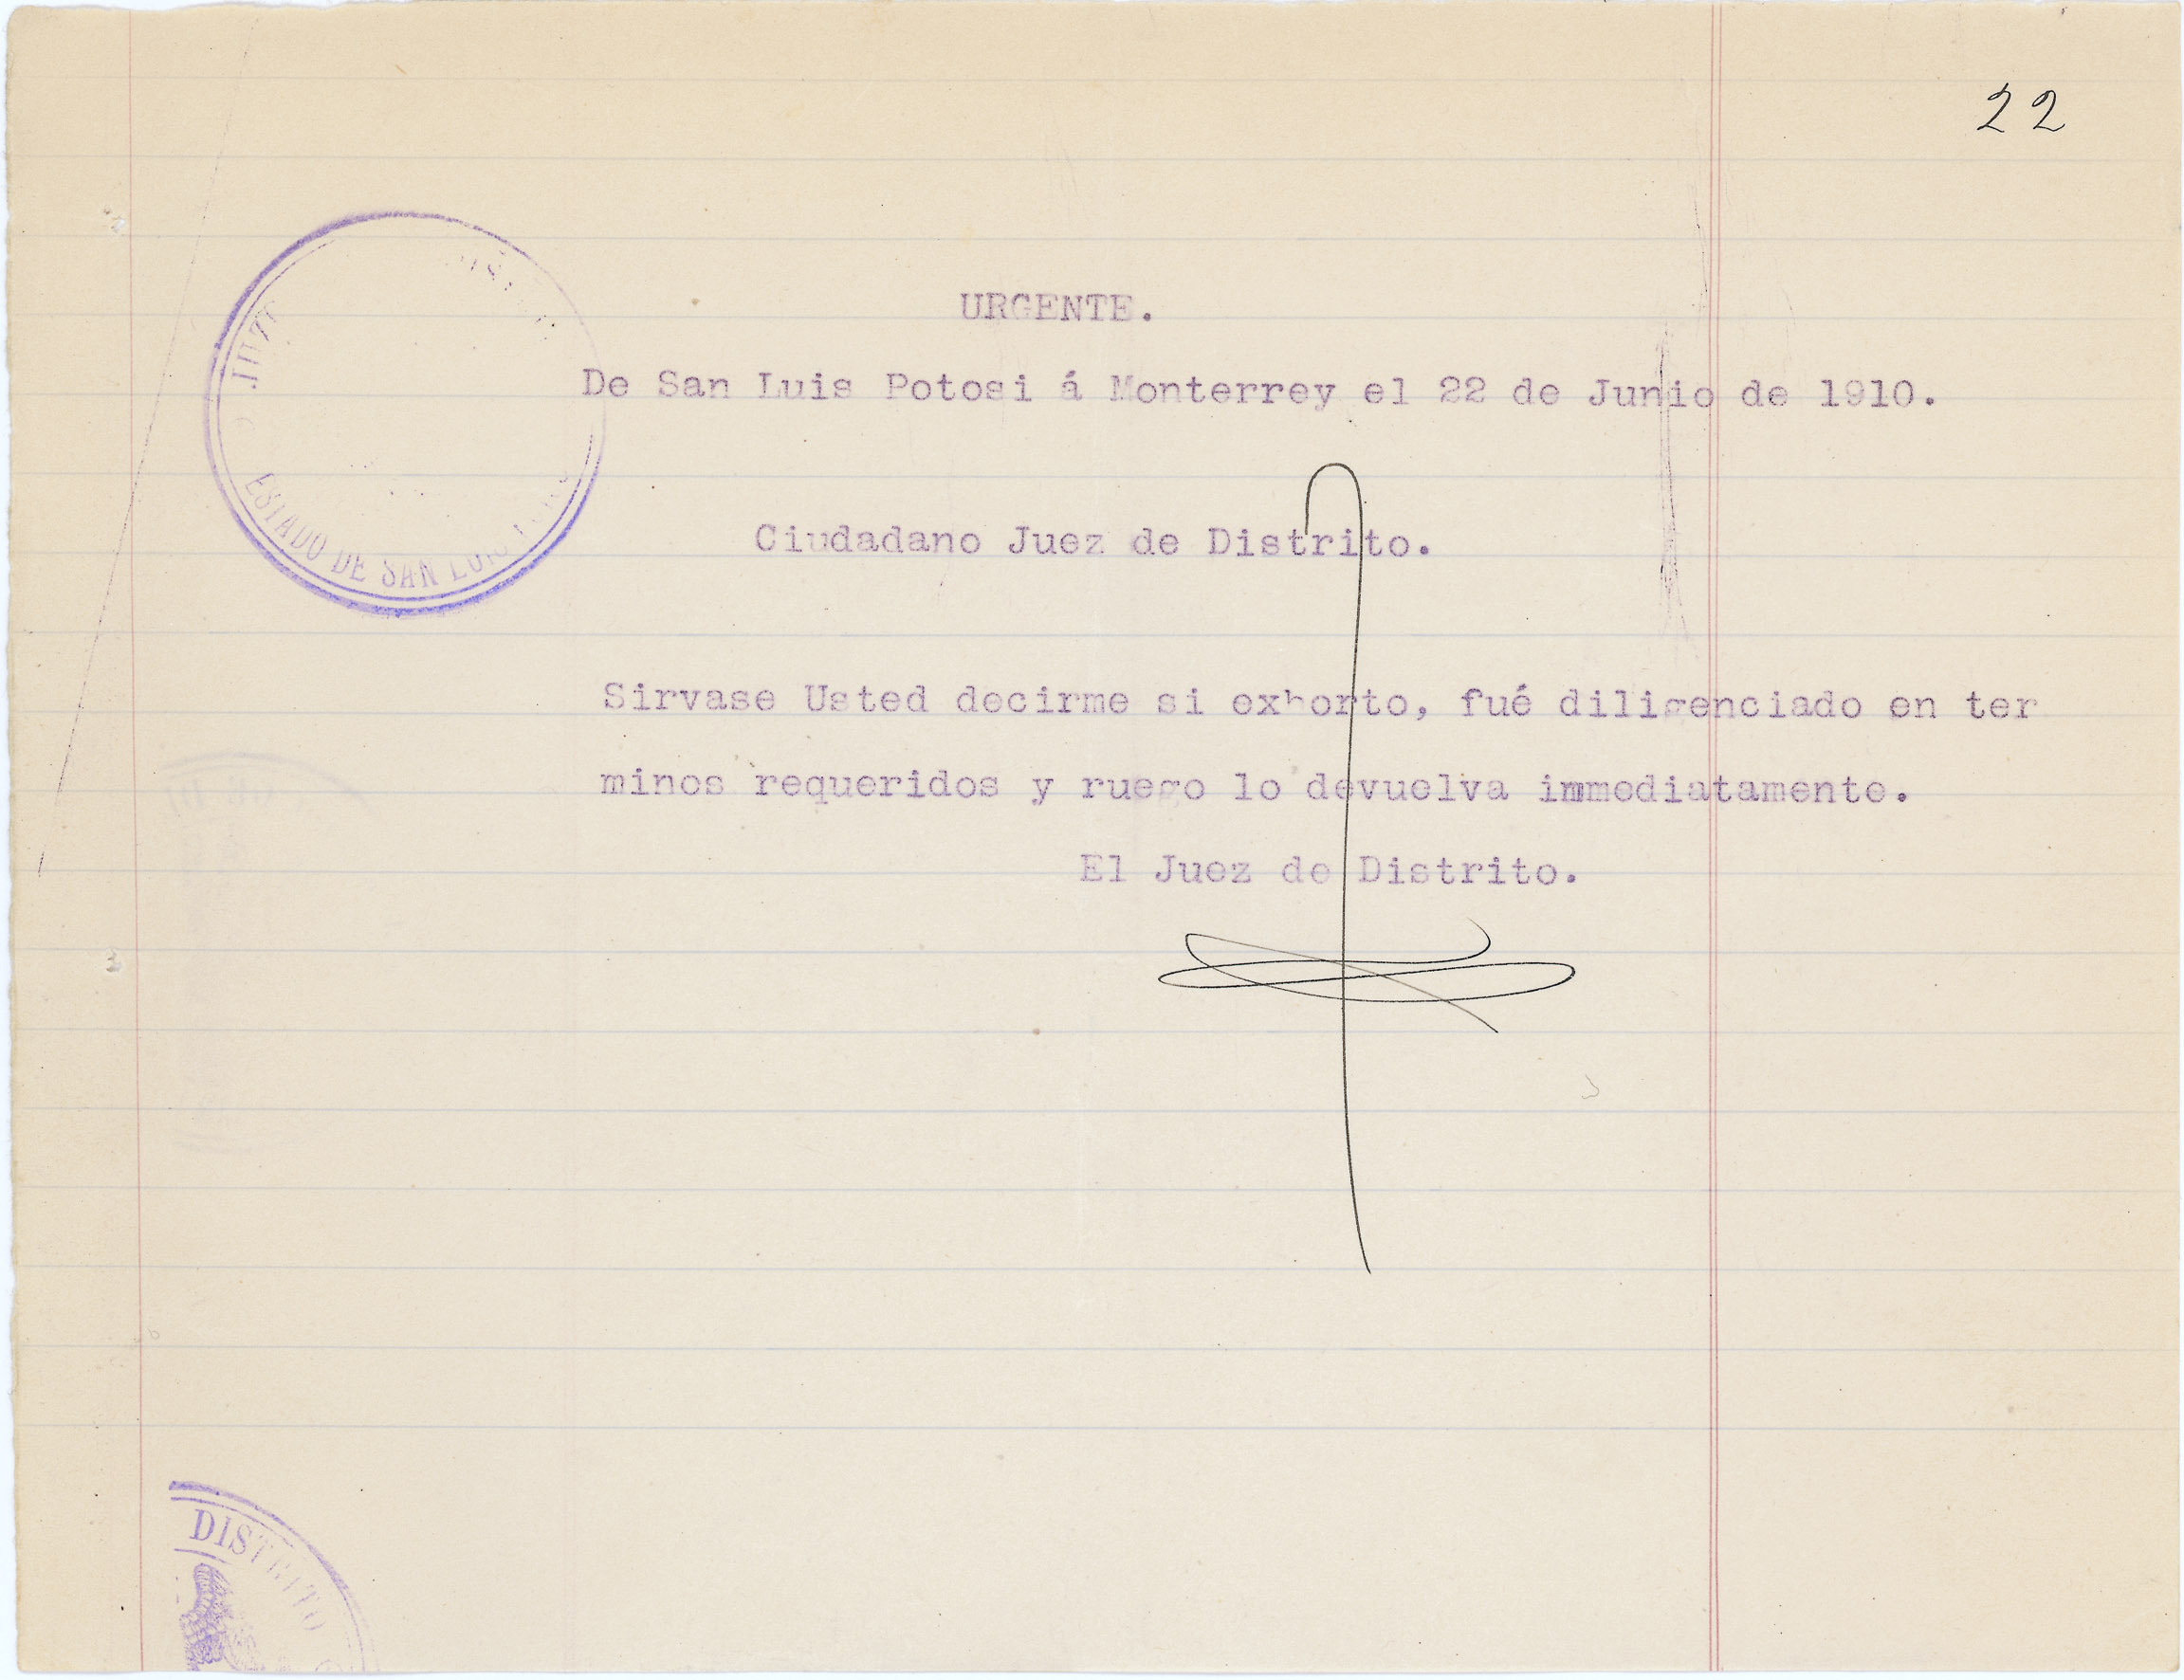 22
URGENTE.
De San Luis Potosi á Monterrey el 22 de Junio de 1910.
Ciudadano Juez de Distrito.
Sirvase Usted decirme si exhorto, fué diligenciado en ter
minos requeridos y ruego lo devuelva immediatamente.
El Juez de Distrito.
ESTADO DE SAN LUIS
DISTRITO